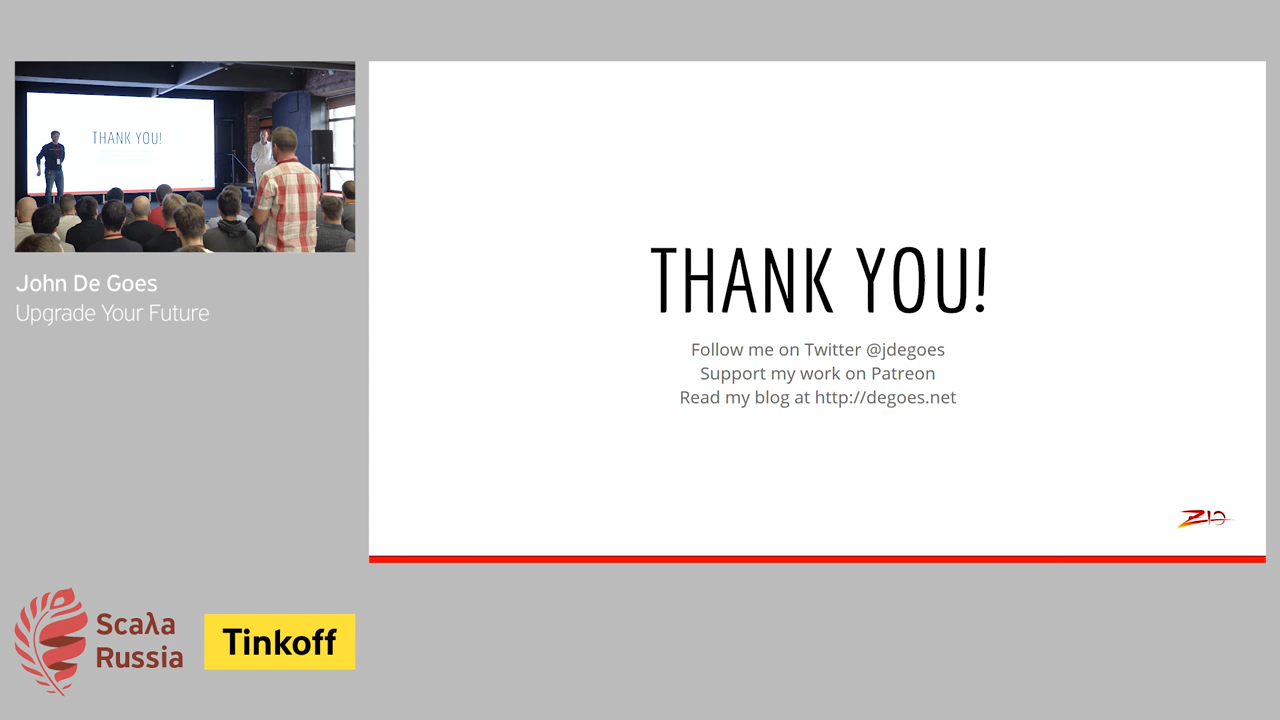 THANK YOU!
John De Goes
Upgrade Your Future
THANK YOU!
Follow me on Twitter @jdegoes
Support my work on Patreon
Read my blog at http://degoes.net
ZIO
Scaλa
Russia
Tinkoff